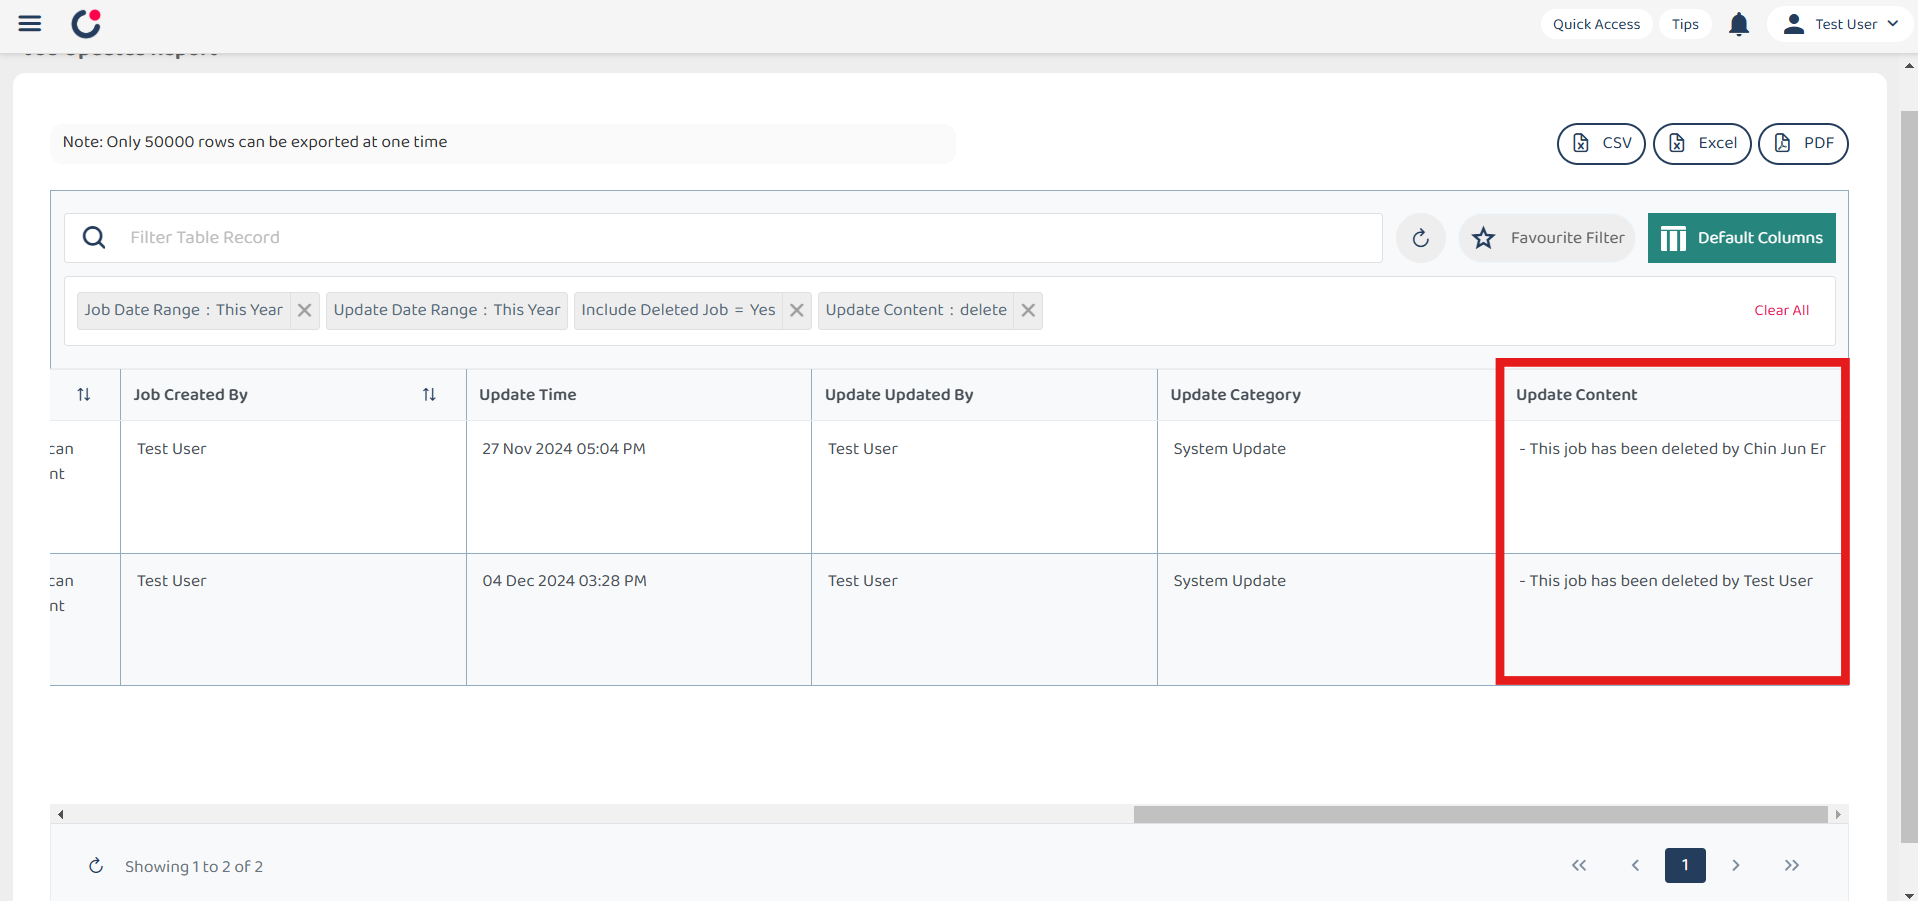 Quick Access
Tips
Test User
Job Updates Report
Note: Only 50000 rows can be exported at one time
CSV
Excel
PDF
Filter Table Record
Favourite Filter
Default Columns
Job Date Range : This Year
Update Date Range : This Year
Include Deleted Job = Yes
Update Content : delete
Clear All
Job Created By
Update Time
Update Updated By
Update Category
Update Content
can
nt
Test User
27 Nov 2024 05:04 PM
Test User
System Update
- This job has been deleted by Chin Jun Er
can
nt
Test User
04 Dec 2024 03:28 PM
Test User
System Update
- This job has been deleted by Test User
Showing 1 to 2 of 2
1